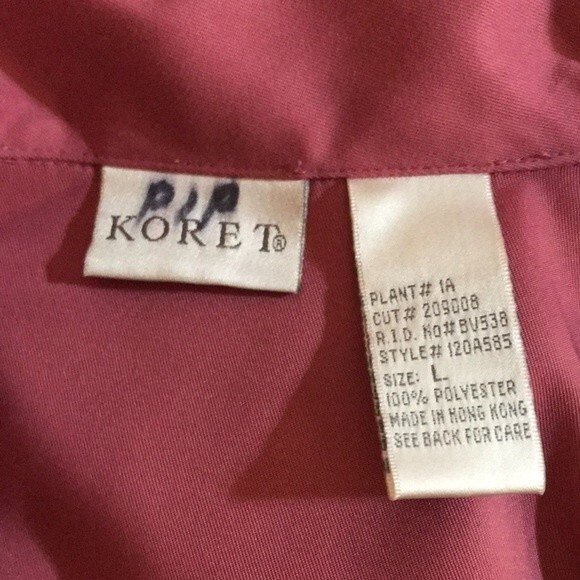 PIP
KORET®
PLANT# 1A
CUT# 209008
R.I.D. NO# BV538
STYLE# 120A585
SIZE: L
100% POLYESTER
MADE IN HONG KONG
SEE BACK FOR CARE